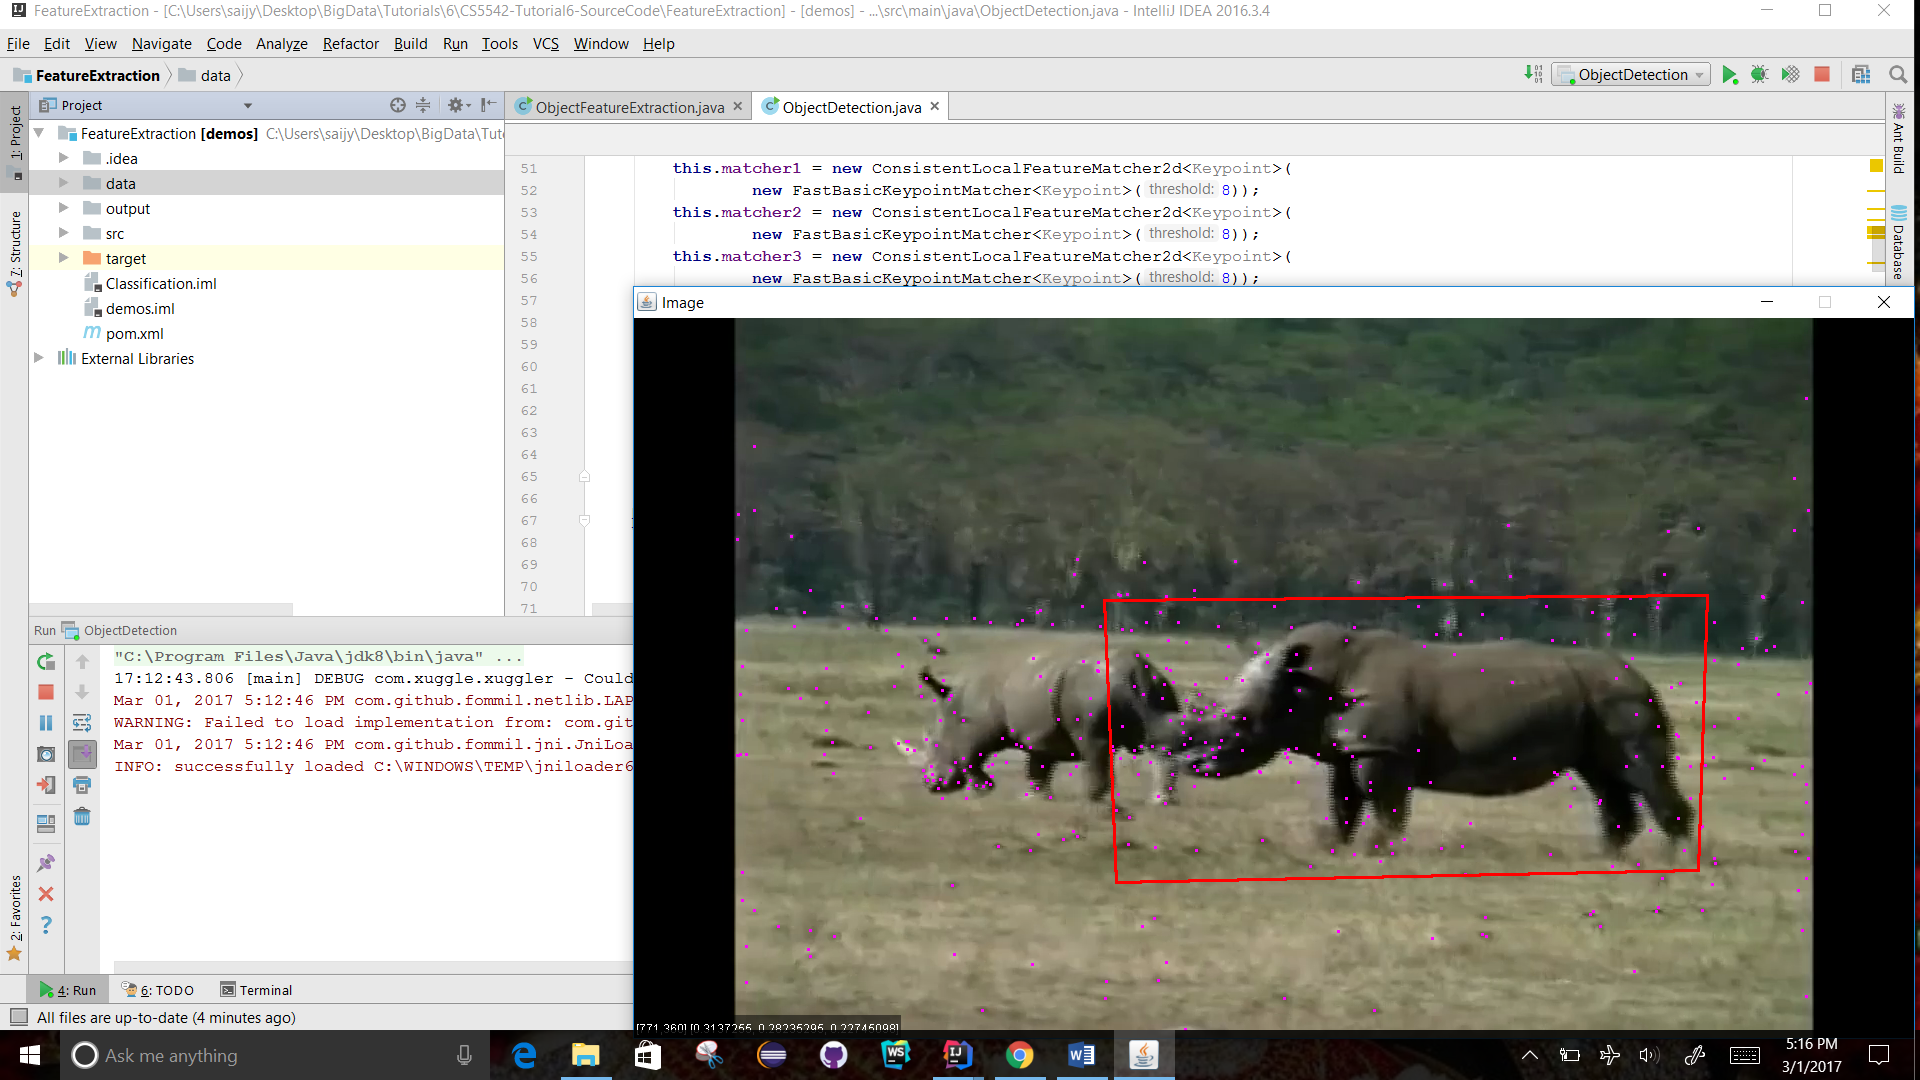 FeatureExtraction - [C:\Users\saijy\Desktop\BigData\Tutorials\6\CS5542-Tutorial6-SourceCode\FeatureExtraction] - [demos] - ...\src\main\java\ObjectDetection.java - IntelliJ IDEA 2016.3.4
File Edit View Navigate Code Analyze Refactor Build Run Tools VCS Window Help
FeatureExtraction data
ObjectDetection
1: Project
7: Structure
2: Favorites
Project
FeatureExtraction [demos] C:\Users\saijy\Desktop\BigData\Tut
.idea
data
output
src
target
Classification.iml
demos.iml
pom.xml
External Libraries
ObjectFeatureExtraction.java ObjectDetection.java
51 this.matcher1 = new ConsistentLocalFeatureMatcher2d<Keypoint>(
52 new FastBasicKeypointMatcher<Keypoint>( threshold: 8));
53 this.matcher2 = new ConsistentLocalFeatureMatcher2d<Keypoint>(
54 new FastBasicKeypointMatcher<Keypoint>( threshold: 8));
55 this.matcher3 = new ConsistentLocalFeatureMatcher2d<Keypoint>(
56 new FastBasicKeypointMatcher<Keypoint>( threshold: 8));
57
58
59
60
61
62
63
64
65
66
67
68
69
70
71
Ant Build
Database
Image
[771,360] [0.3137255, 0.28235295, 0.22745098]
Run ObjectDetection
"C:\Program Files\Java\jdk8\bin\java" ...
17:12:43.806 [main] DEBUG com.xuggle.xuggler - Could
Mar 01, 2017 5:12:46 PM com.github.fommil.netlib.LAP
WARNING: Failed to load implementation from: com.git
Mar 01, 2017 5:12:46 PM com.github.fommil.jni.JniLoa
INFO: successfully loaded C:\WINDOWS\TEMP\jniloader6
4: Run 6: TODO Terminal
All files are up-to-date (4 minutes ago)
Ask me anything
5:16 PM
3/1/2017